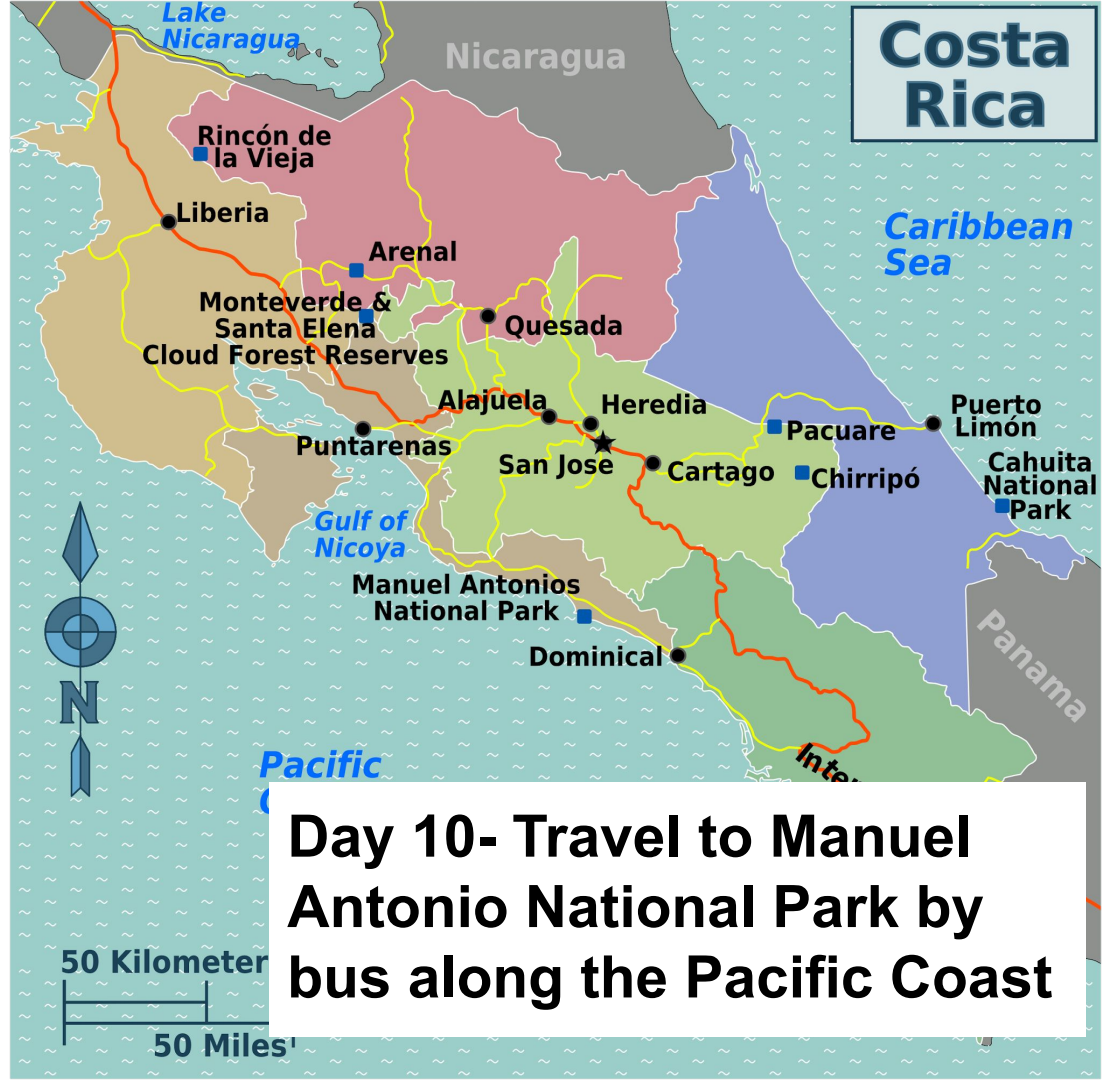 Lake
Nicaragua
Nicaragua
Costa
Rica
Rincón de
la Vieja
Liberia
Caribbean
Sea
Arenal
Monteverde &
Santa Elena
Cloud Forest Reserves
Quesada
Alajuela
Heredia
Puerto
Limón
Puntarenas
Pacuare
San Jose
Cartago
Chirripó
Cahuita
National
Park
Gulf of
Nicoya
Manuel Antonios
National Park
Dominical
Panama
N
Pacific
Inter
Day 10- Travel to Manuel
Antonio National Park by
bus along the Pacific Coast
50 Kilometer
50 Miles